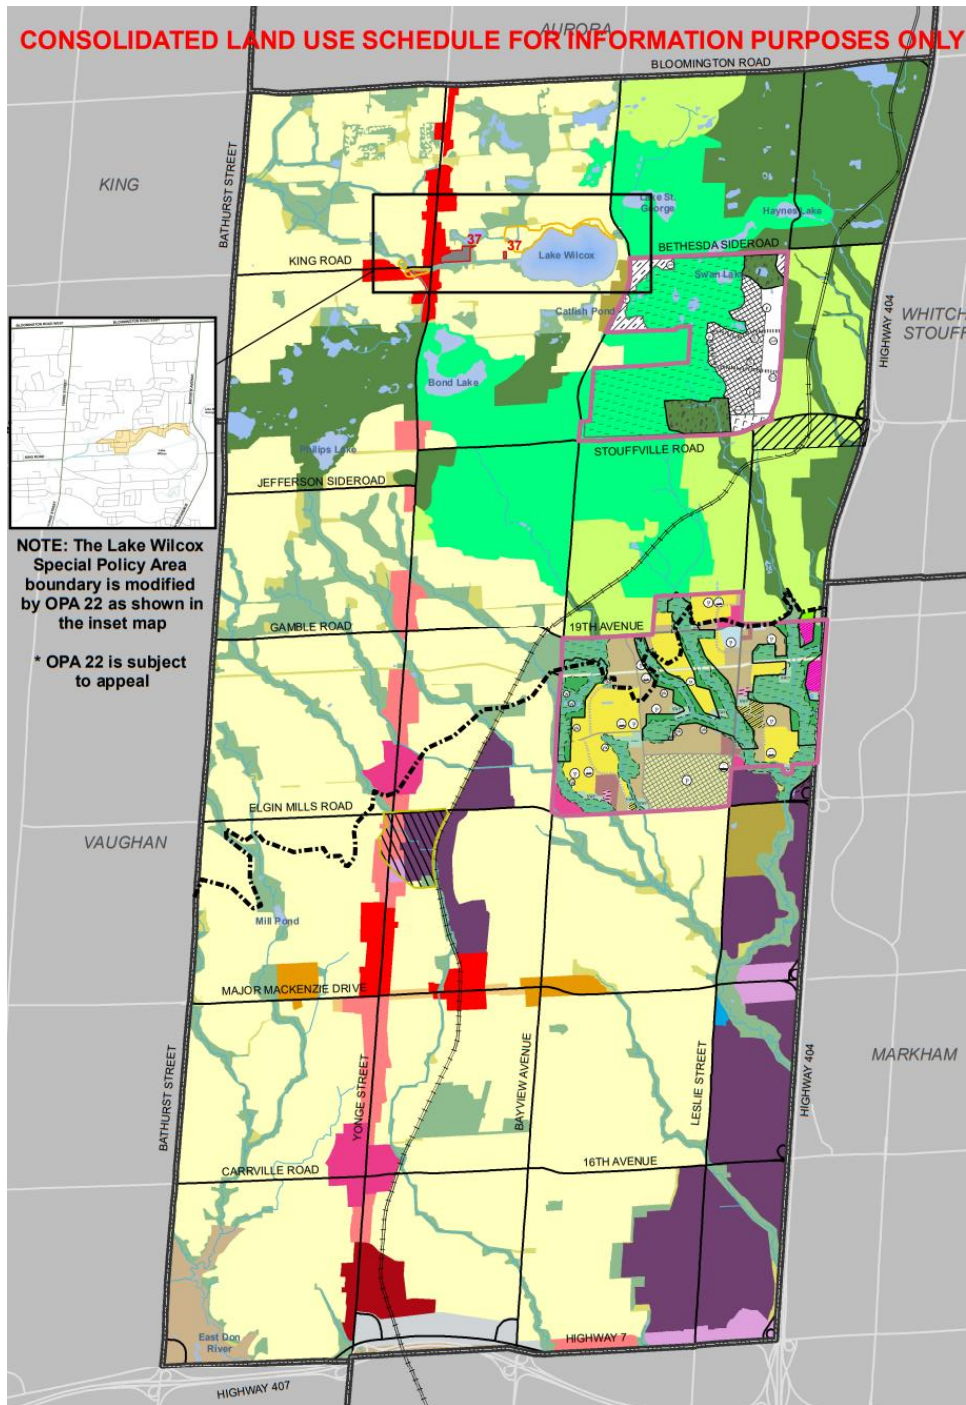 AURORA
CONSOLIDATED LAND USE SCHEDULE FOR INFORMATION PURPOSES ONLY
BLOOMINGTON ROAD
KING
BATHURST STREET
Lake St.
George
Haynes Lake
37
37
BETHESDA SIDEROAD
KING ROAD
Lake Wilcox
Swan Lake
HIGHWAY 404
WHITCH
STOUFF
Catfish Pond
Bond Lake
Philips Lake
STOUFFVILLE ROAD
JEFFERSON SIDEROAD
NOTE: The Lake Wilcox
Special Policy Area
boundary is modified
by OPA 22 as shown in
the inset map
* OPA 22 is subject
to appeal
GAMBLE ROAD
19TH AVENUE
ELGIN MILLS ROAD
VAUGHAN
Mill Pond
MAJOR MACKENZIE DRIVE
BATHURST STREET
YONGE STREET
BAYVIEW AVENUE
LESLIE STREET
HIGHWAY 404
MARKHAM
CARRVILLE ROAD
16TH AVENUE
East Don
River
HIGHWAY 7
HIGHWAY 407